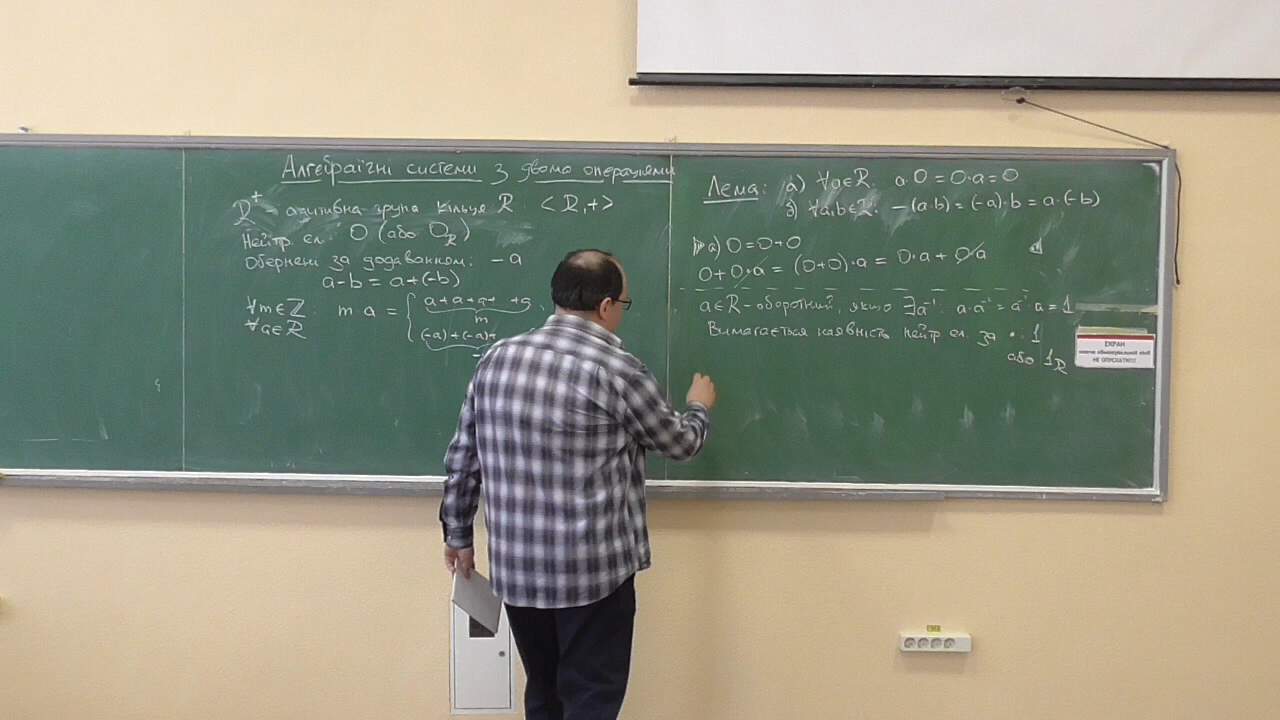 Алгебраїчні системи з двома операціями
R⁺ - адитивна група кільця R. <R,+>
Нейтр. ел. 0 (або 0_R)
Обернені за додаванням: -a
a-b = a+(-b)
∀m∈Z
∀a∈R
m a = { a+a+a+ +a
m
(-a)+(-a)+
Лема: а) ∀a∈R. a·0=0·a=0
б) ∀a,b∈R. -(a·b)=(-a)·b=a·(-b)
а) 0=0+0
0+0·a=(0+0)·a=0·a+0·a
a∈R-оборотний, якщо ∃a⁻¹: a·a⁻¹=a⁻¹·a=1
Вимагається наявність нейтр. ел. за ·. 1
або 1_R
ЕКРАН
НЕ ОПУСКАТИ!!!